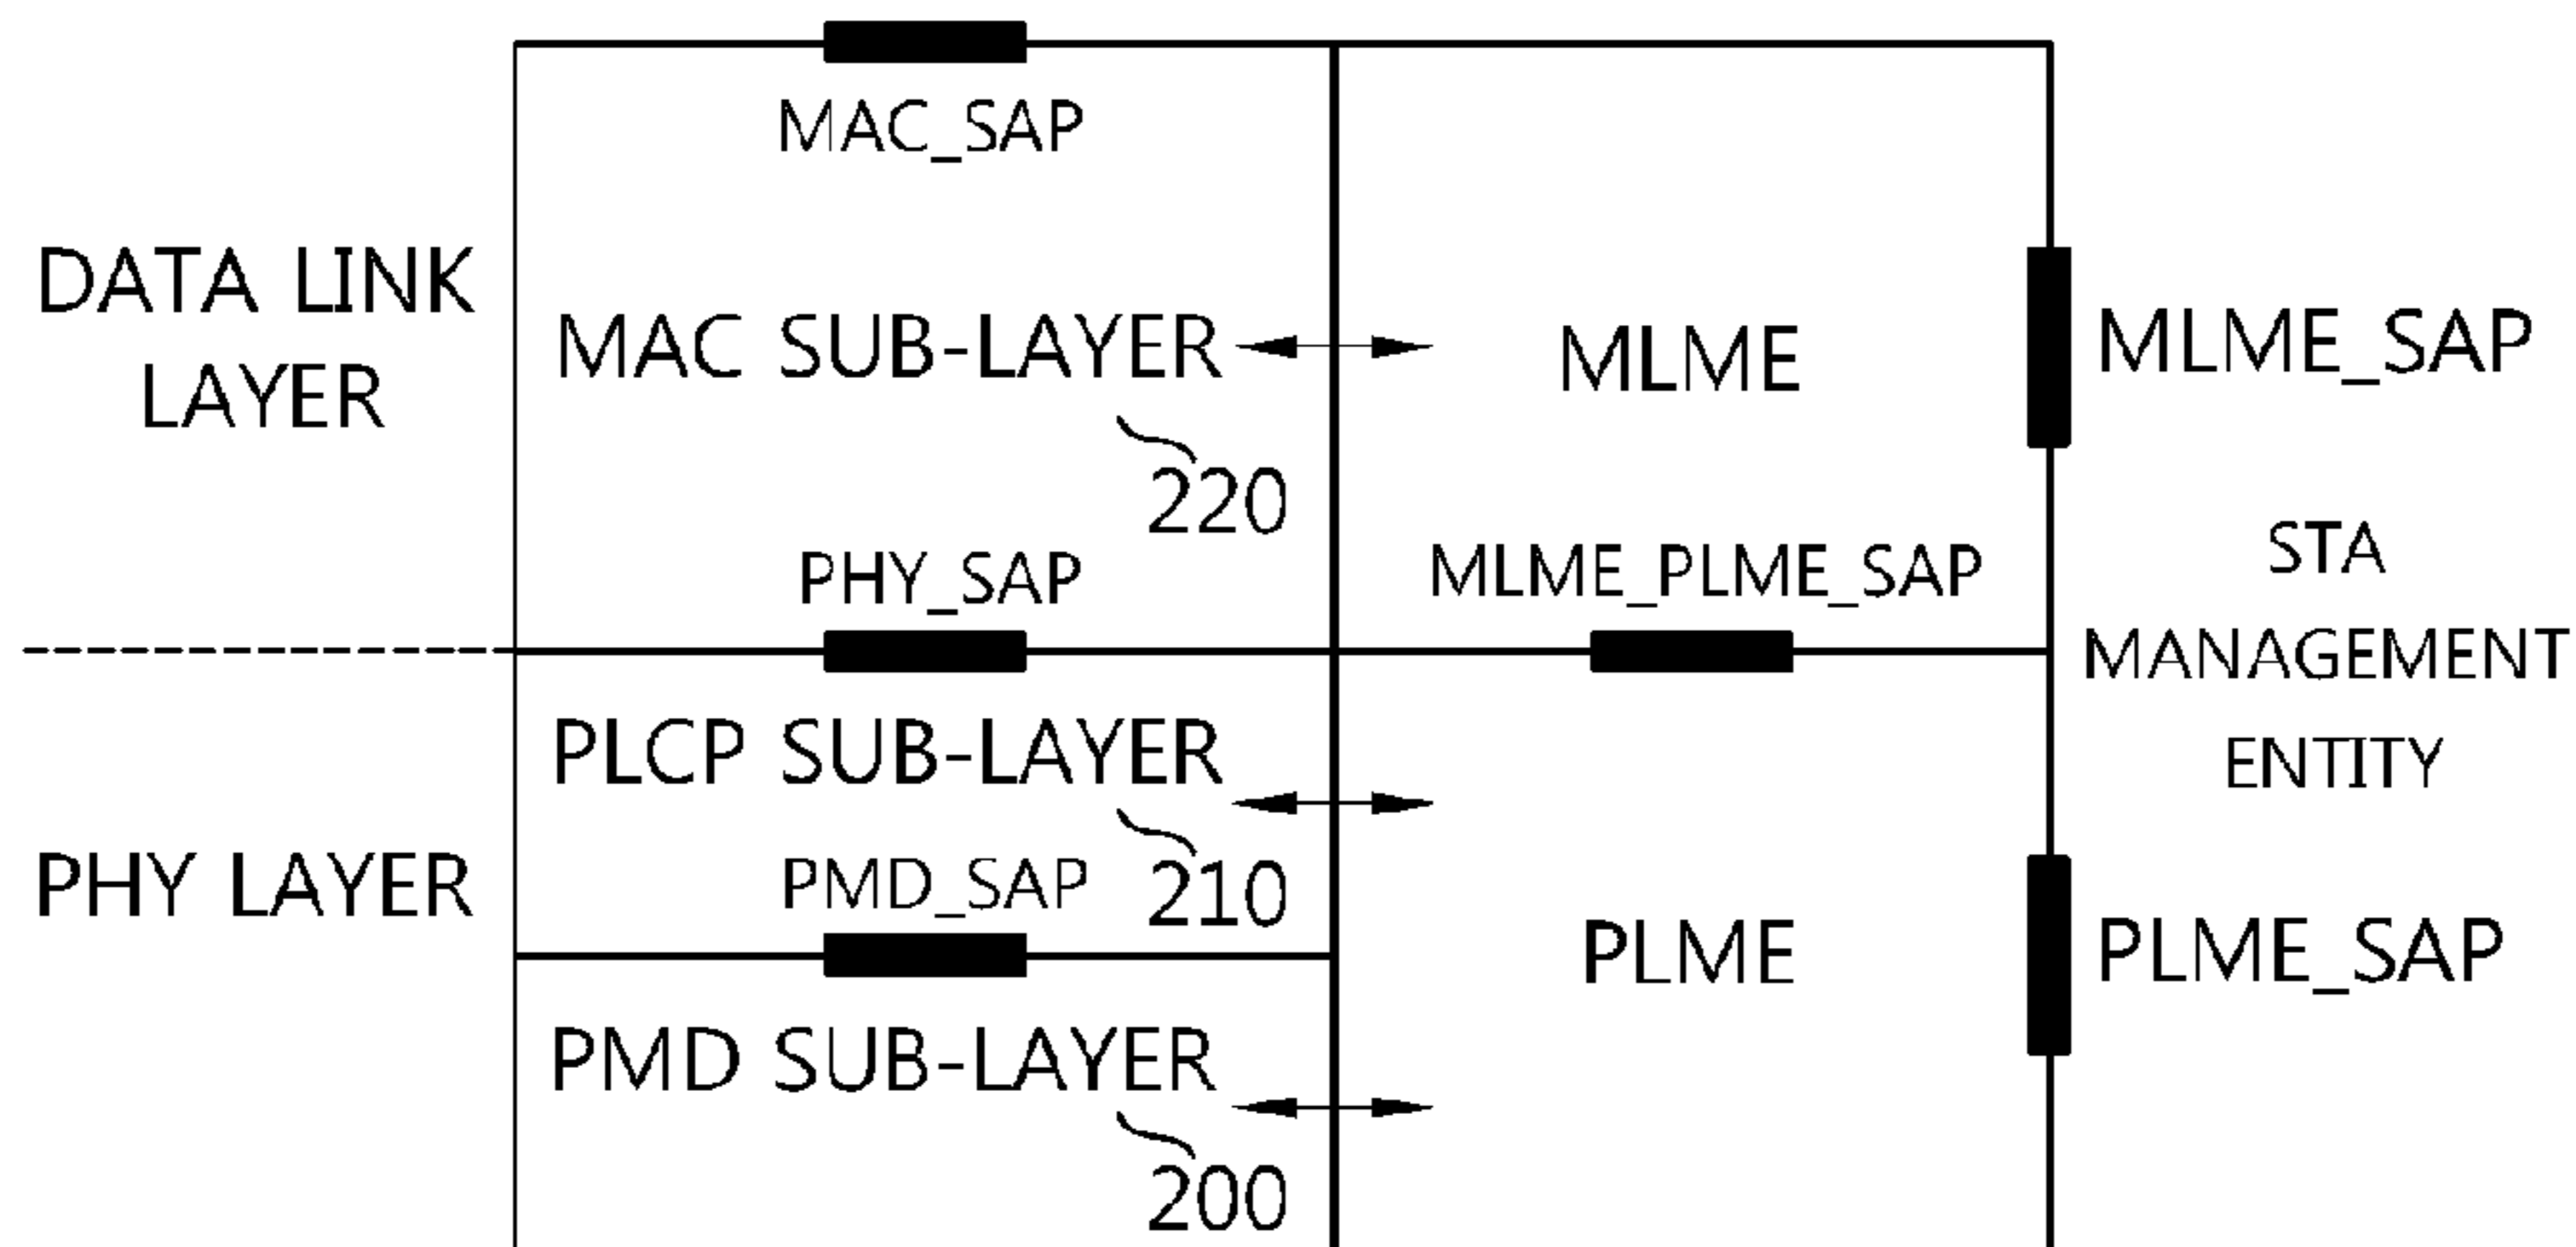 MAC_SAP
DATA LINK
LAYER
MAC SUB-LAYER
220
MLME
MLME_SAP
PHY_SAP
MLME_PLME_SAP
STA
MANAGEMENT
ENTITY
PHY LAYER
PLCP SUB-LAYER
210
PMD_SAP
PLME
PLME_SAP
PMD SUB-LAYER
200